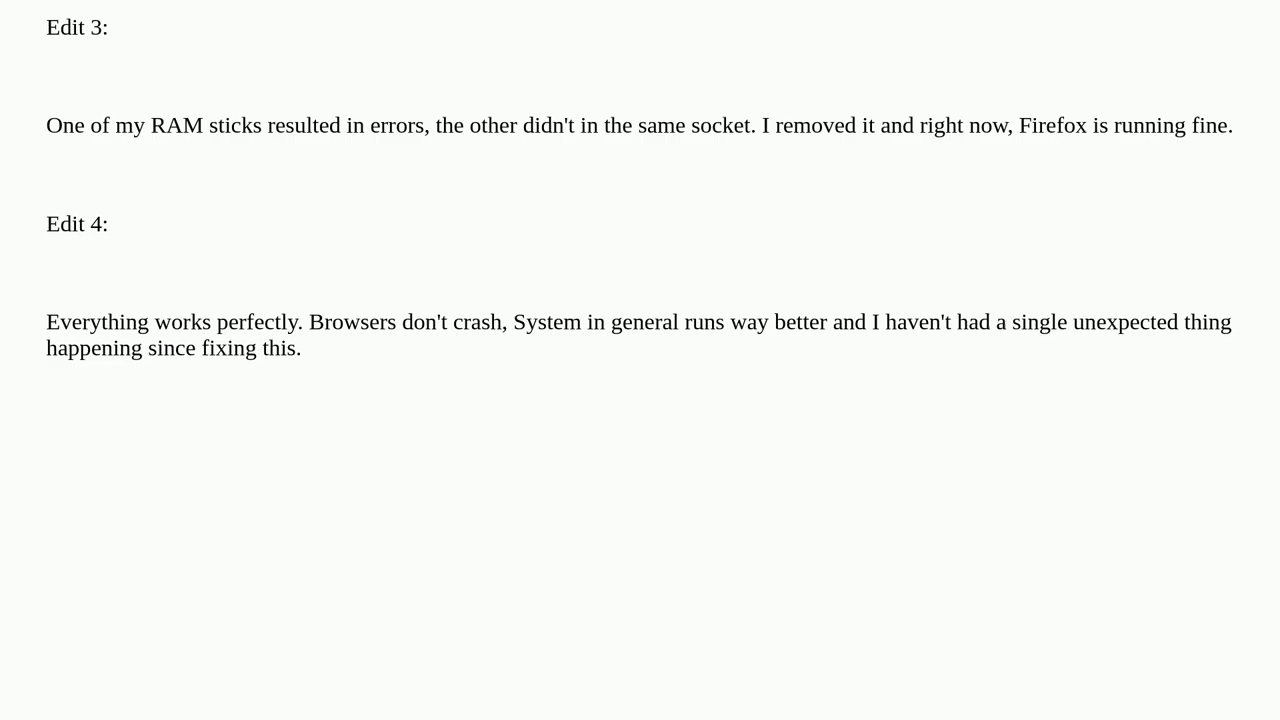 Edit 3:
One of my RAM sticks resulted in errors, the other didn't in the same socket. I removed it and right now, Firefox is running fine.
Edit 4:
Everything works perfectly. Browsers don't crash, System in general runs way better and I haven't had a single unexpected thing
happening since fixing this.